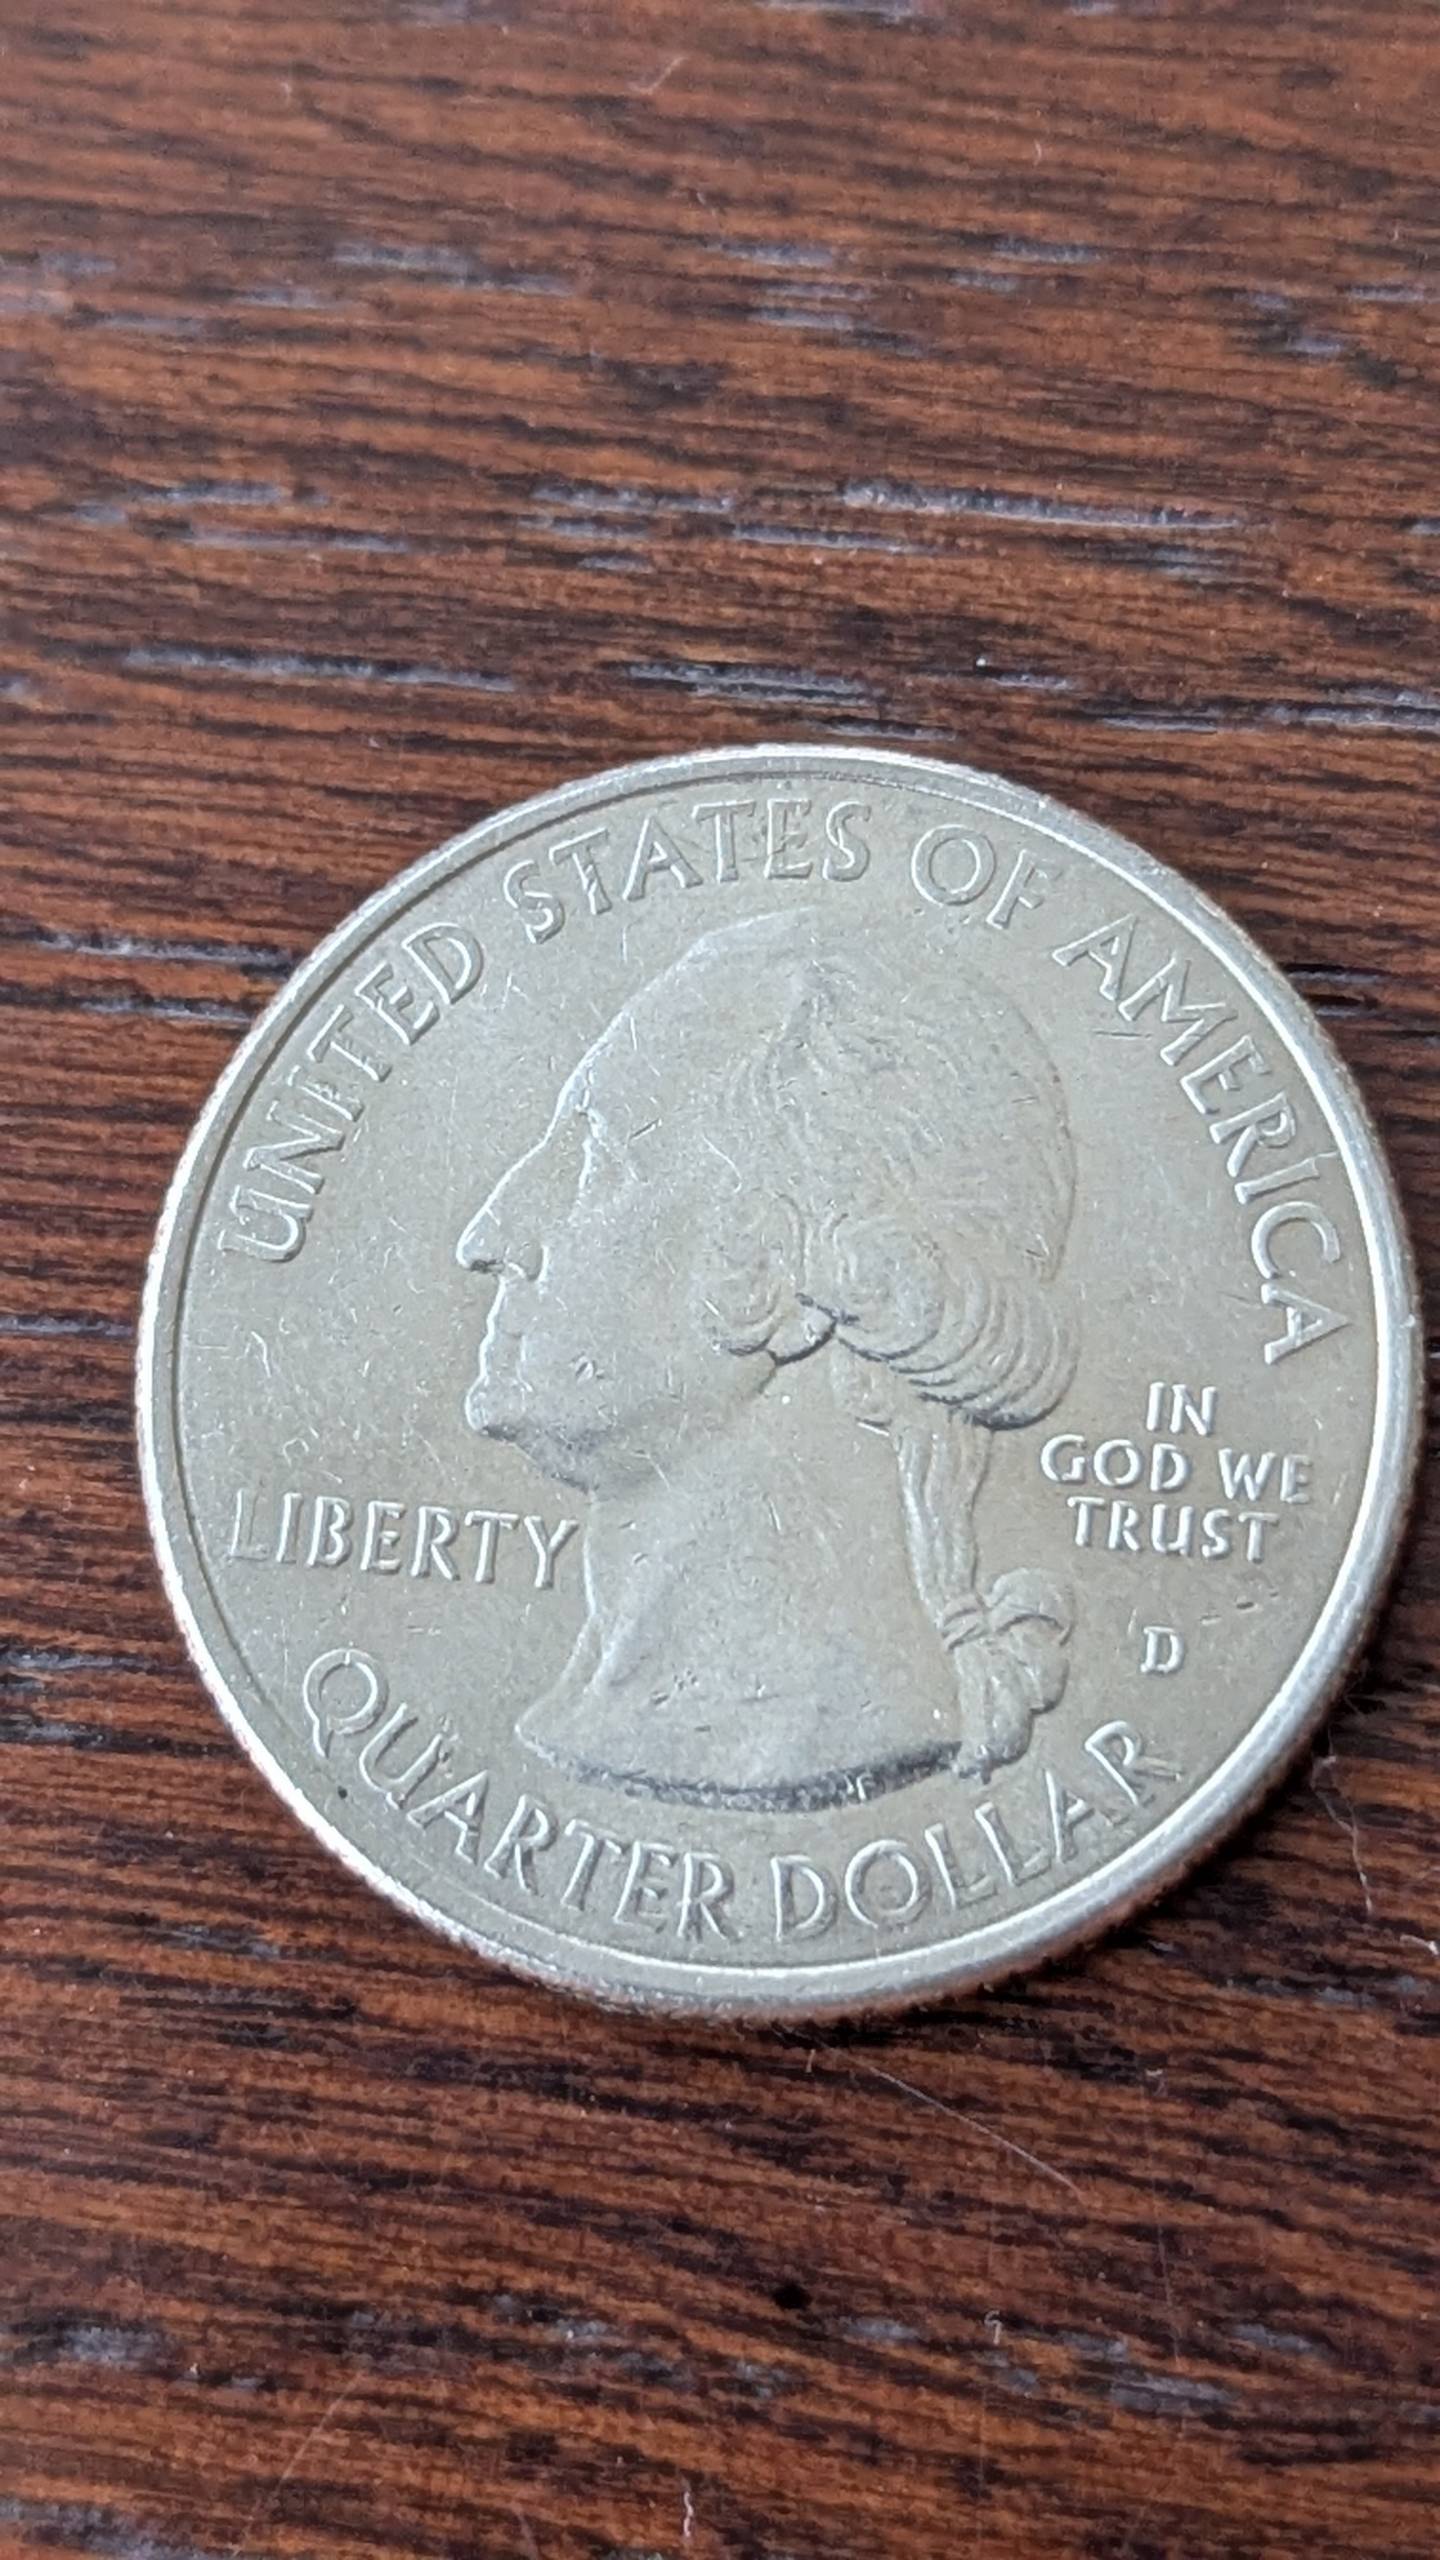 UNITED STATES OF AMERICA
LIBERTY
IN
GOD WE
TRUST
D
QUARTER DOLLAR